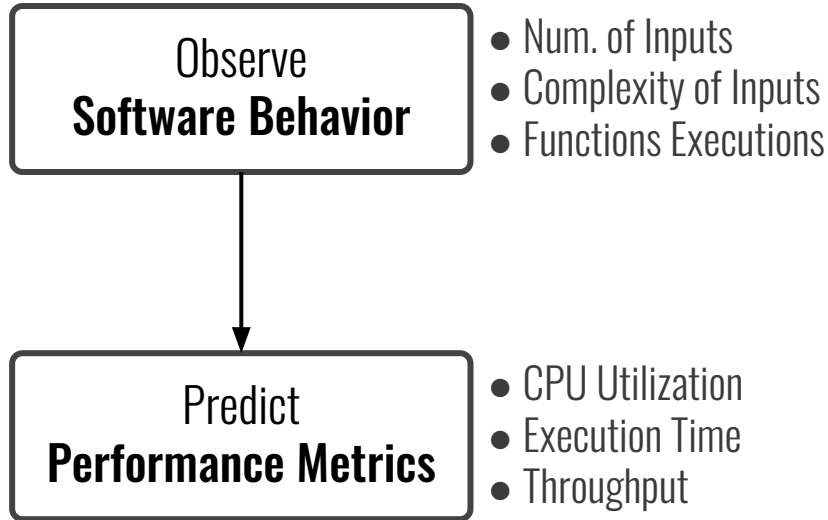 Observe
Software Behavior
● Num. of Inputs
● Complexity of Inputs
● Functions Executions
Predict
Performance Metrics
● CPU Utilization
● Execution Time
● Throughput